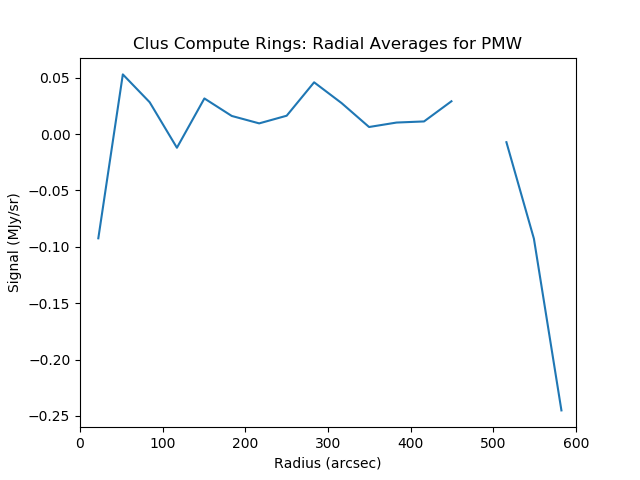 Clus Compute Rings: Radial Averages for PMW
0.05
0.00
−0.05
−0.10
−0.15
−0.20
−0.25
Signal (MJy/sr)
0 100 200 300 400 500 600
Radius (arcsec)